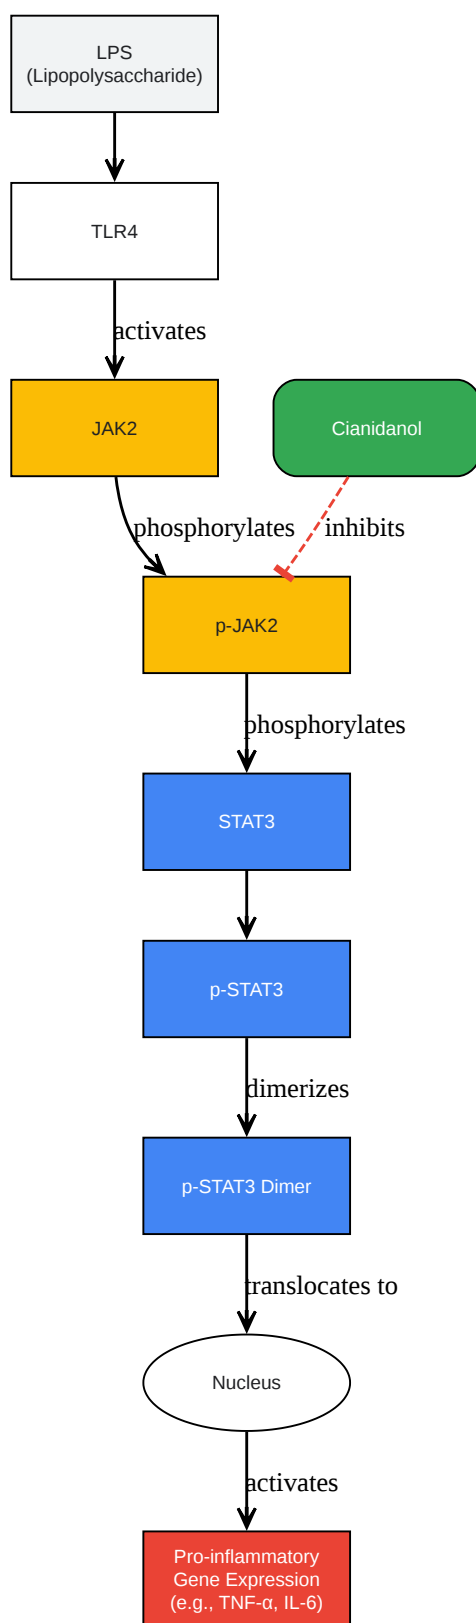 LPS
(Lipopolysaccharide)
TLR4
activates
JAK2
Cianidanol
phosphorylates
inhibits
p-JAK2
phosphorylates
STAT3
p-STAT3
dimerizes
p-STAT3 Dimer
translocates to
Nucleus
activates
Pro-inflammatory
Gene Expression
(e.g., TNF-α, IL-6)